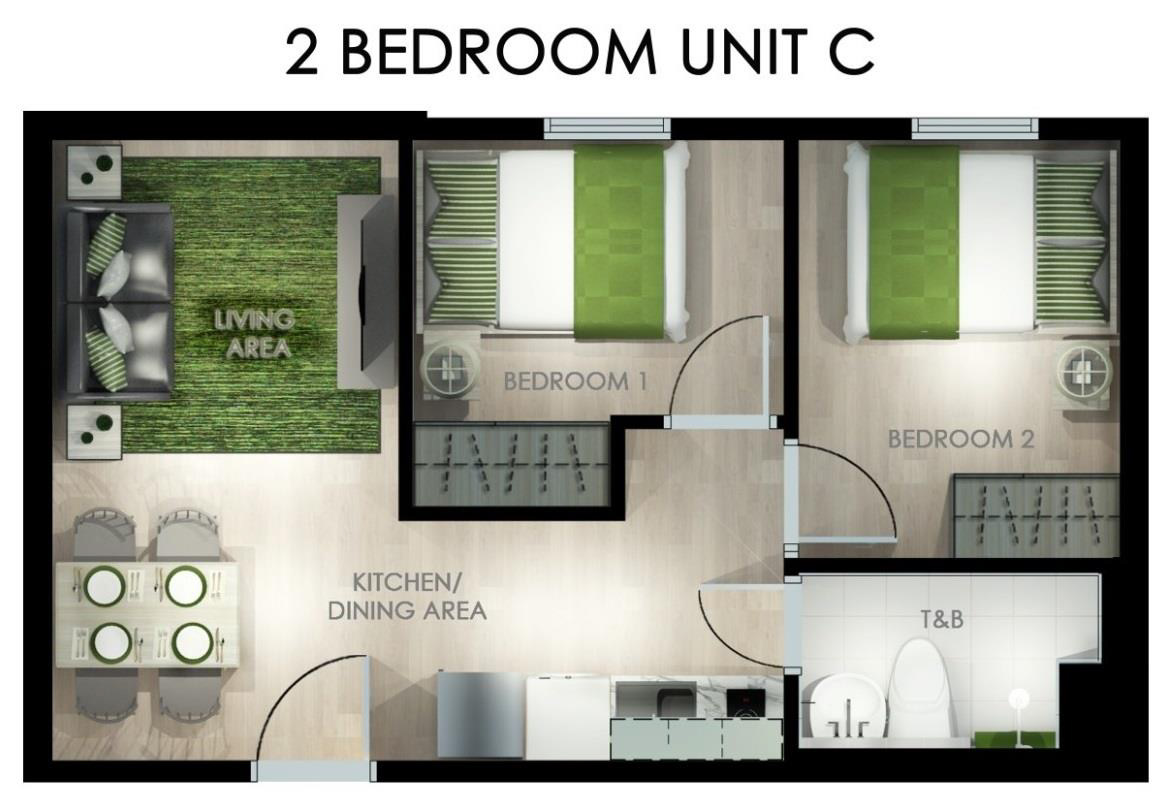 2 BEDROOM UNIT C
LIVING
AREA
BEDROOM 1
BEDROOM 2
KITCHEN/
DINING AREA
T&B